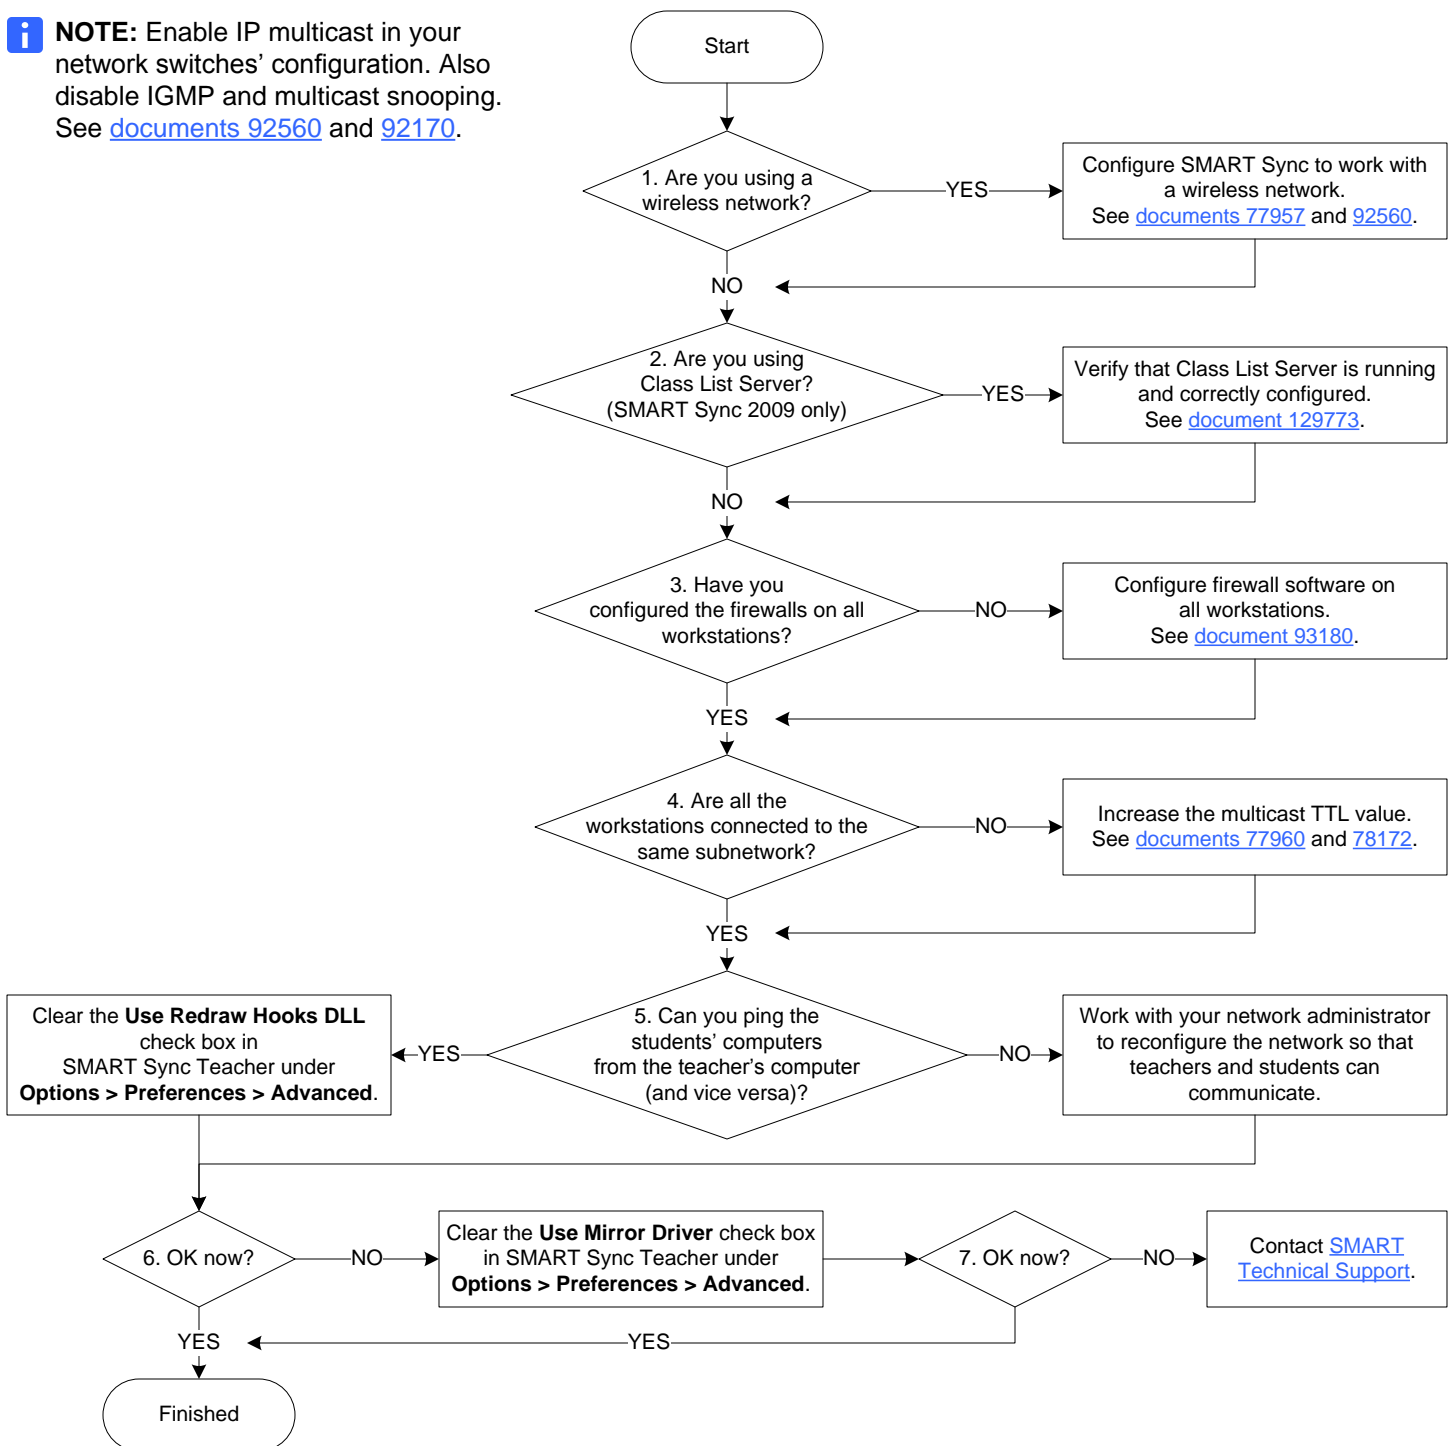 NOTE: Enable IP multicast in your
network switches’ configuration. Also
disable IGMP and multicast snooping.
See documents 92560 and 92170.
Start
1. Are you using a
wireless network?
YES
Configure SMART Sync to work with
a wireless network.
See documents 77957 and 92560.
NO
2. Are you using
Class List Server?
(SMART Sync 2009 only)
YES
Verify that Class List Server is running
and correctly configured.
See document 129773.
NO
3. Have you
configured the firewalls on all
workstations?
NO
Configure firewall software on
all workstations.
See document 93180.
YES
4. Are all the
workstations connected to the
same subnetwork?
NO
Increase the multicast TTL value.
See documents 77960 and 78172.
YES
5. Can you ping the
students’ computers
from the teacher’s computer
(and vice versa)?
YES
Clear the Use Redraw Hooks DLL
check box in
SMART Sync Teacher under
Options > Preferences > Advanced.
NO
Work with your network administrator
to reconfigure the network so that
teachers and students can
communicate.
6. OK now?
NO
Clear the Use Mirror Driver check box
in SMART Sync Teacher under
Options > Preferences > Advanced.
7. OK now?
NO
Contact SMART
Technical Support.
YES
YES
Finished